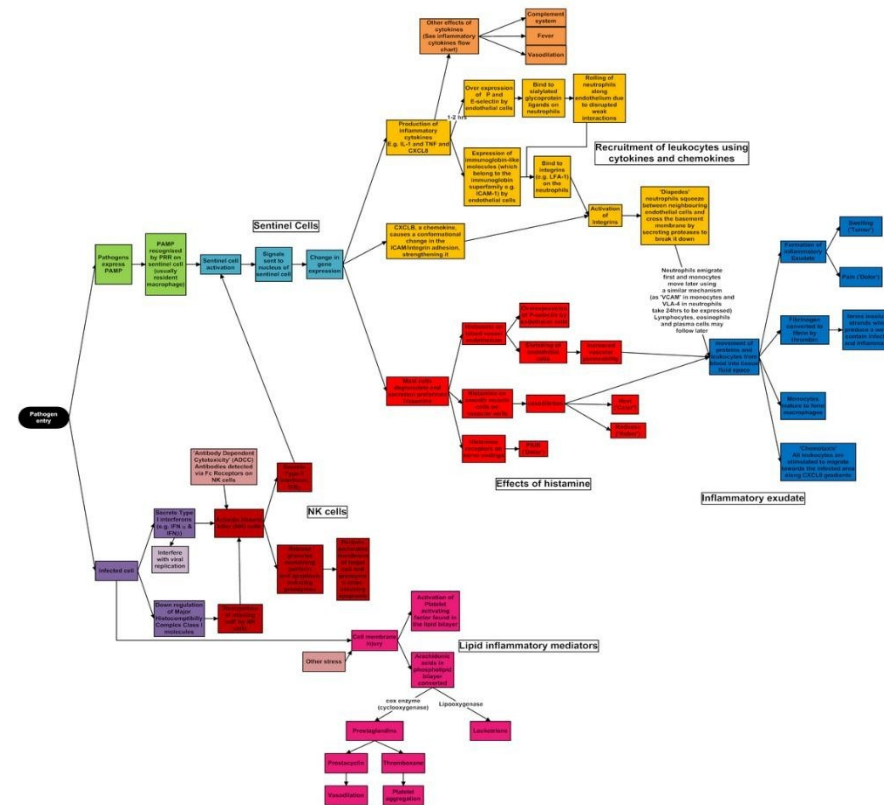 Other effects of
cytokines
(See inflammatory
cytokines flow
chart)
Complement
system
Fever
Vasodilation
Over expression
of P and
E-selectin by
endothelial cells
Bind to
sialylated
glycoprotein
ligands on
neutrophils
Rolling of
neutrophils
along
endothelium due
to disrupted
weak
interactions
1-2 hrs
Production of
inflammatory
cytokines
E.g. IL-1 and TNF and
CXCL8
Expression of
immunoglobin-like
molecules (which
belong to the
immunoglobin
superfamily e.g.
ICAM-1) by
endothelial cells
Bind to
integrins
(e.g. LFA-1)
on the
neutrophils
Recruitment of leukocytes using
cytokines and chemokines
Activation of
Integrins
'Diapedes'
neutrophils squeeze
between neighbouring
endothelial cells and
cross the basement
membrane by
secreting proteases to
break it down
CXCL8, a chemokine,
causes a conformational
change in the
ICAM/integrin adhesion,
strengthening it
Sentinel Cells
Pathogens
express
PAMP
PAMP
recognised by
PRR on sentinel
cell (usually
resident
macrophage)
Sentinel cell
activation
Signals
sent to
nucleus of
sentinel cell
Change in
gene
expression
Neutrophils emigrate
first and monocytes
move later using
a similar mechanism
(as 'VCAM' in monocytes and
VLA-4 in neutrophils
take 24hrs to be expressed)
Lymphocytes, eosinophils
and plasma cells may
follow later
Swelling
('Tumor')
Formation of
inflammatory
Exudate
Pain ('Dolor')
Fibrinogen
converted to
fibrin by
thrombin
Movement of
proteins and
leukocytes from
blood into tissue
fluid space
Monocytes
mature to form
macrophages
'Chemotaxis'
All leukocytes are
stimulated to migrate
towards the infected area
along CXCL8 gradients
Inflammatory exudate
Mast cells
degranulate and
secretes preformed
histamine
Increased
vascular
permeability
Vasodilation
Heat
('Calor')
Redness
('Rubor')
PAIN
('Dolor')
Effects of histamine
Pathogen
entry
Antibody Dependent
Cytotoxicity' (ADCC)
Antibodies detected
via Fc Receptors on
NK cells
NK cells
Secrete Type
I interferons
(e.g. IFN α &
IFNβ)
Interfere
with viral
replication
Infected cell
Down regulation
of Major
Histocompatibility
Complex Class I
molecules
Cell membrane
injury
Other stress
Activation of
Platelet
activating
factor found in
the lipid bilayer
Lipid inflammatory mediators
Arachidonic
acids in
phospholipid
bilayer
converted
cox enzyme
(cyclooxygenase)
Lipooxygenase
Prostaglandins
Prostacyclin
Thromboxane
Vasodilation
Platelet
aggregation